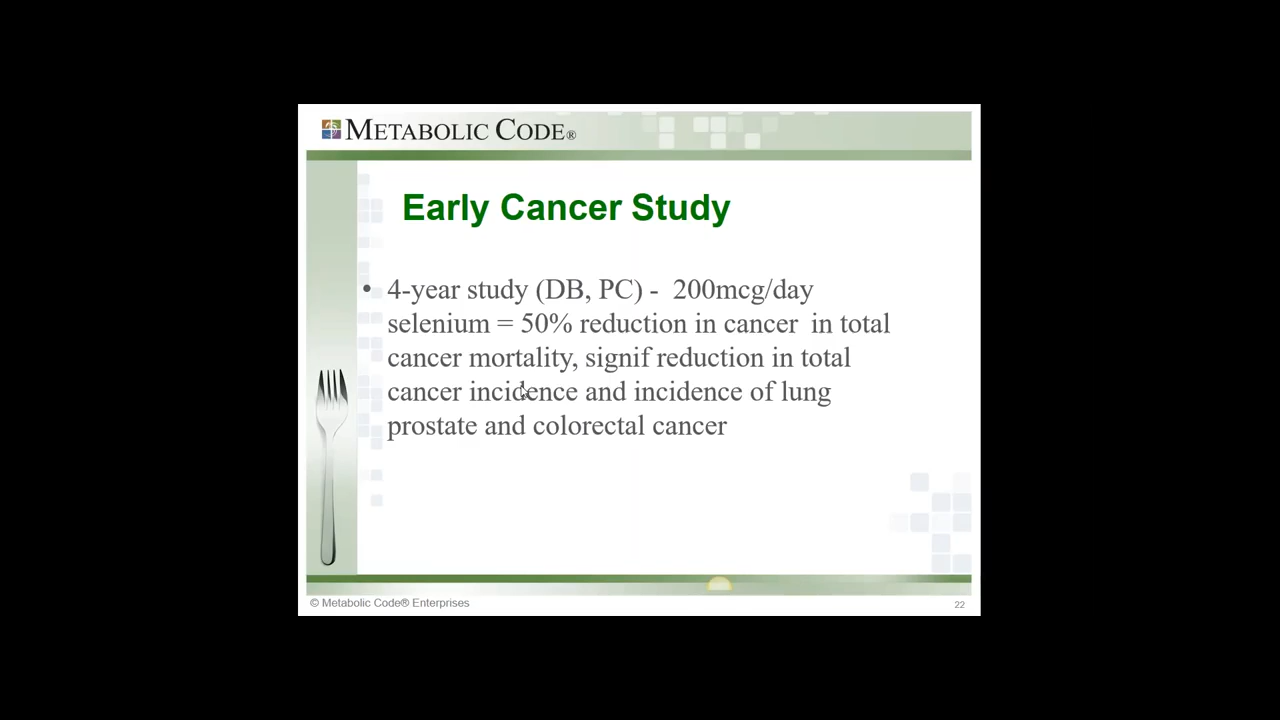 METABOLIC CODE®
Early Cancer Study
• 4-year study (DB, PC) - 200mcg/day
selenium = 50% reduction in cancer in total
cancer mortality, signif reduction in total
cancer incidence and incidence of lung
prostate and colorectal cancer
© Metabolic Code® Enterprises
22